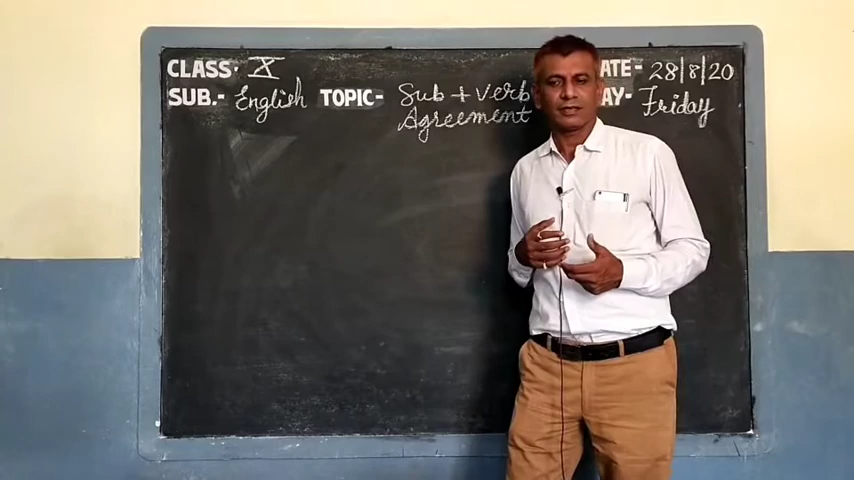 CLASS- X ATE- 28/8/20
SUB.- English TOPIC- Sub + Verb AY- Friday
Agreement